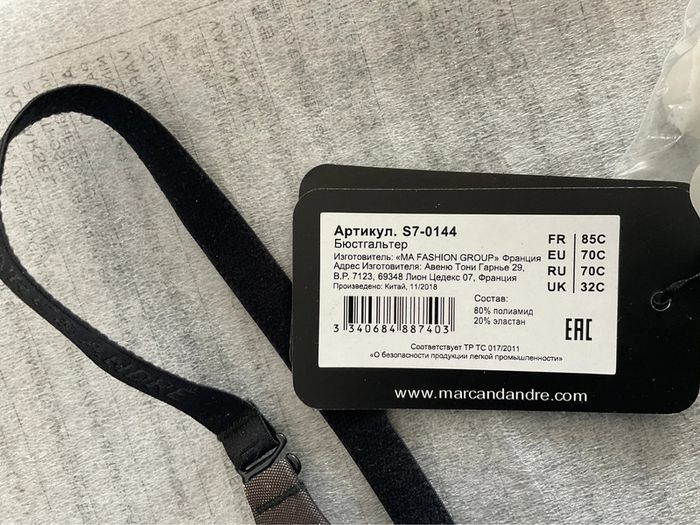 Артикул. S7-0144
Бюстгальтер
Изготовитель: «MA FASHION GROUP» Франция
Адрес Изготовителя: Авеню Тони Гарнье 29,
B.P. 7123, 69348 Лион Цедекс 07, Франция
Произведено: Китай, 11/2018
FR 85C
EU 70C
RU 70C
UK 32C
Состав:
80% полиамид
20% эластан
3 340684 887403
EAC
Соответствует ТР ТС 017/2011
«О безопасности продукции легкой промышленности»
www.marcandandre.com